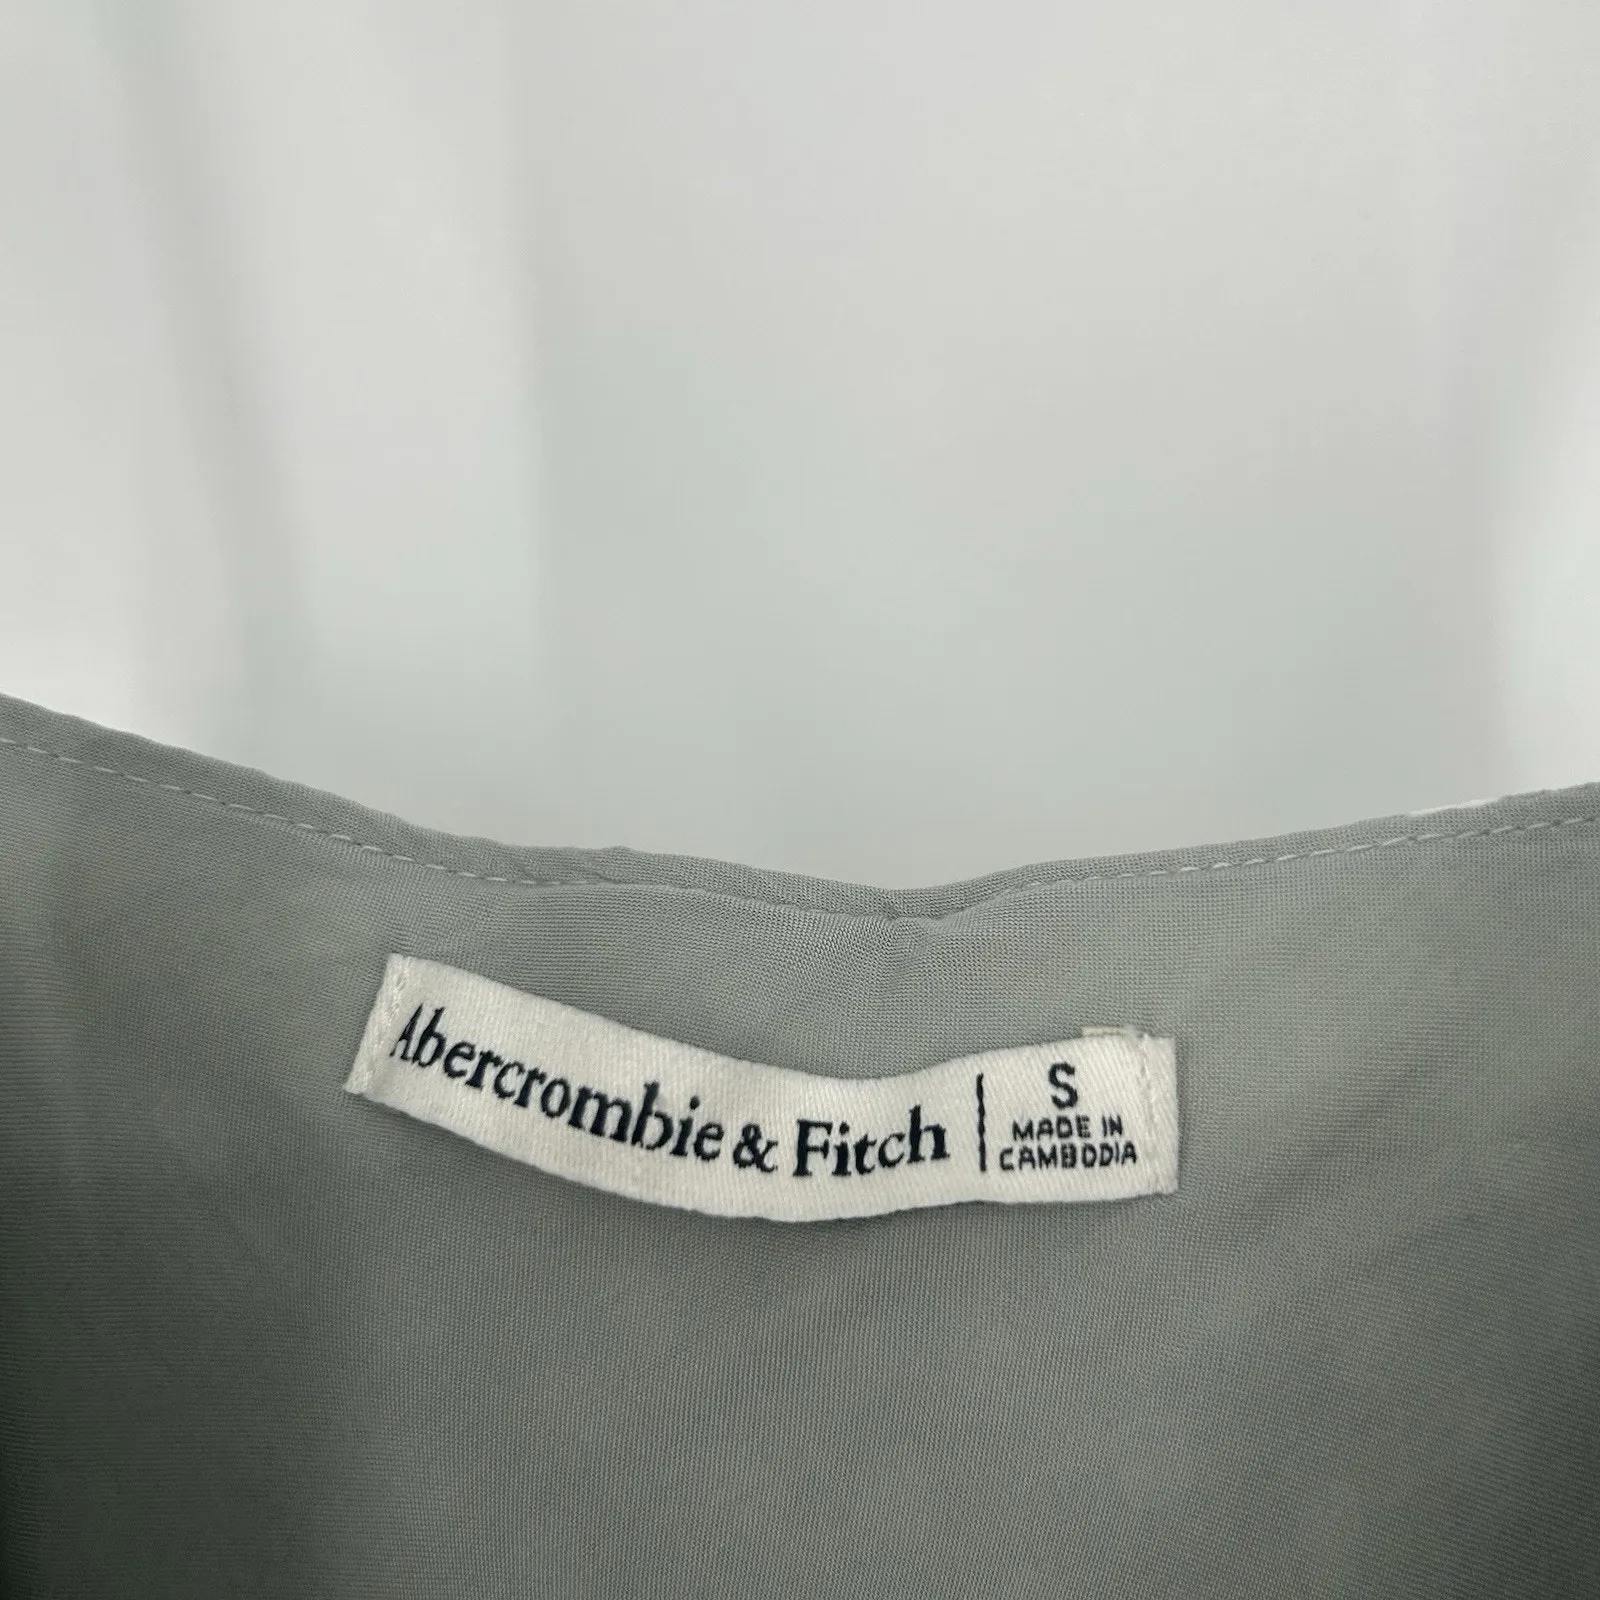 Abercrombie & Fitch
S
MADE IN
CAMBODIA